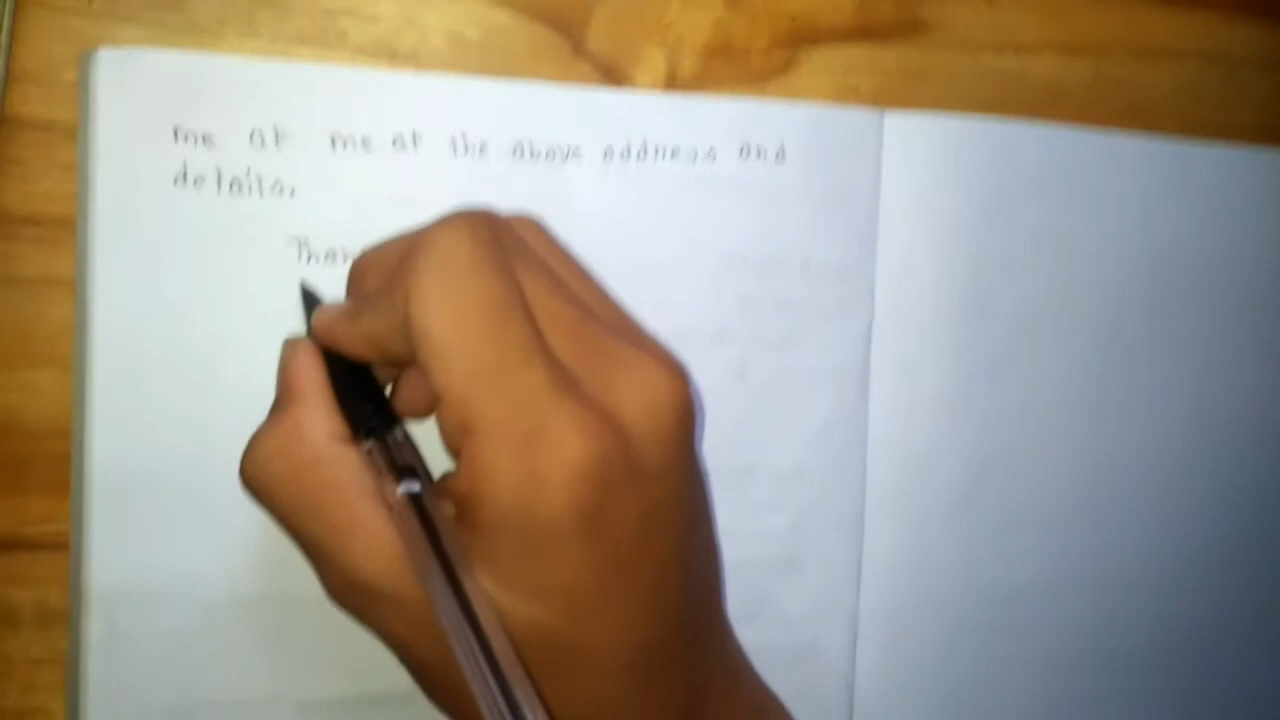 me at me at the above address and
details.
Than